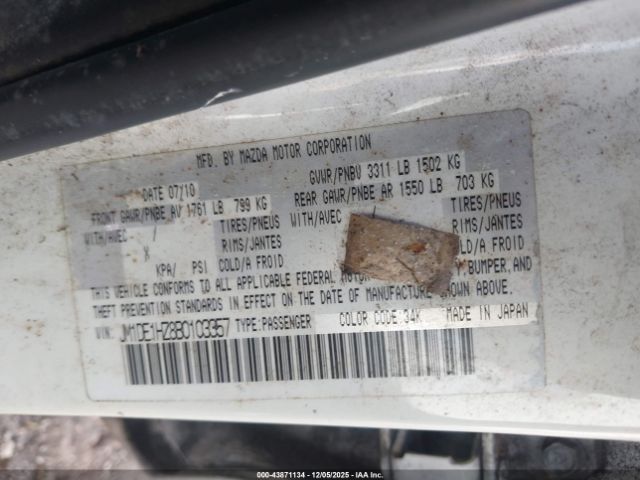 MFD. BY MAZDA MOTOR CORPORATION
DATE 07/10 GVWR/PNBV 3311 LB 1502 KG
FRONT GAWR/PNBE AV 1761 LB 799 KG REAR GAWR/PNBE AR 1550 LB 703 KG
WITH/AVEC TIRES/PNEUS WITH/AVEC TIRES/PNEUS
RIMS/JANTES RIMS/JANTES
KPA/ PSI COLD/A FROID COLD/A FROID
THIS VEHICLE CONFORMS TO ALL APPLICABLE FEDERAL MOTOR BUMPER, AND
THEFT PREVENTION STANDARDS IN EFFECT ON THE DATE OF MANUFACTURE SHOWN ABOVE.
VIN: JM1DE1HZ8B0103357 TYPE:PASSENGER COLOR CODE 34K MADE IN JAPAN
000-43871134 - 12/05/2025 - IAA Inc.